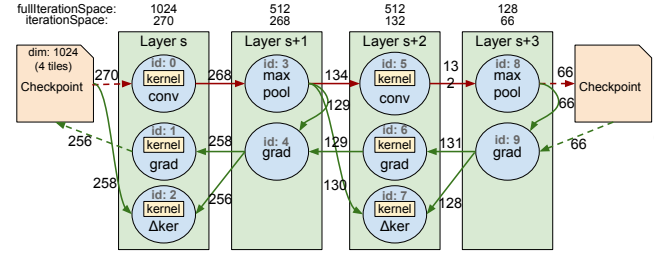 fullIterationSpace: 1024 512 512 128
iterationSpace: 270 268 132 66
Layer s
Layer s+1
Layer s+2
Layer s+3
dim: 1024
(4 tiles)
Checkpoint
270
id: 0
kernel
conv
268
id: 3
max
pool
134
id: 5
kernel
conv
13
2
id: 8
max
pool
66
Checkpoint
129
66
256
id: 1
kernel
grad
258
id: 4
grad
129
id: 6
kernel
grad
131
id: 9
grad
66
258
id: 2
kernel
Δker
256
130
id: 7
kernel
Δker
128